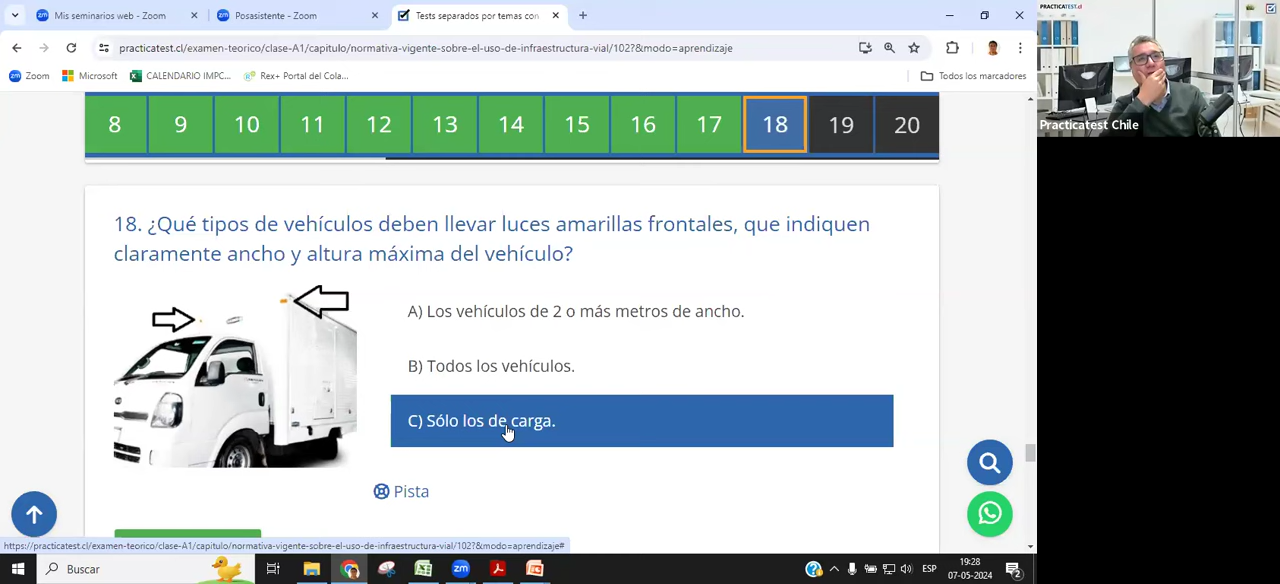 Mis seminarios web - Zoom
Posasistente - Zoom
Tests separados por temas con
practicatest.cl/examen-teorico/clase-A1/capitulo/normativa-vigente-sobre-el-uso-de-infraestructura-vial/102?&modo=aprendizaje
Zoom
Microsoft
CALENDARIO IMPC...
Rex+ Portal del Cola...
Todos los marcadores
PRACTICATEST.cl
Practicatest Chile
8 9 10 11 12 13 14 15 16 17 18 19 20
18. ¿Qué tipos de vehículos deben llevar luces amarillas frontales, que indiquen
claramente ancho y altura máxima del vehículo?
A) Los vehículos de 2 o más metros de ancho.
B) Todos los vehículos.
C) Sólo los de carga.
Pista
https://practicatest.cl/examen-teorico/clase-A1/capitulo/normativa-vigente-sobre-el-uso-de-infraestructura-vial/102?&modo=aprendizaje#
Buscar
ESP
19:28
07-05-2024
2